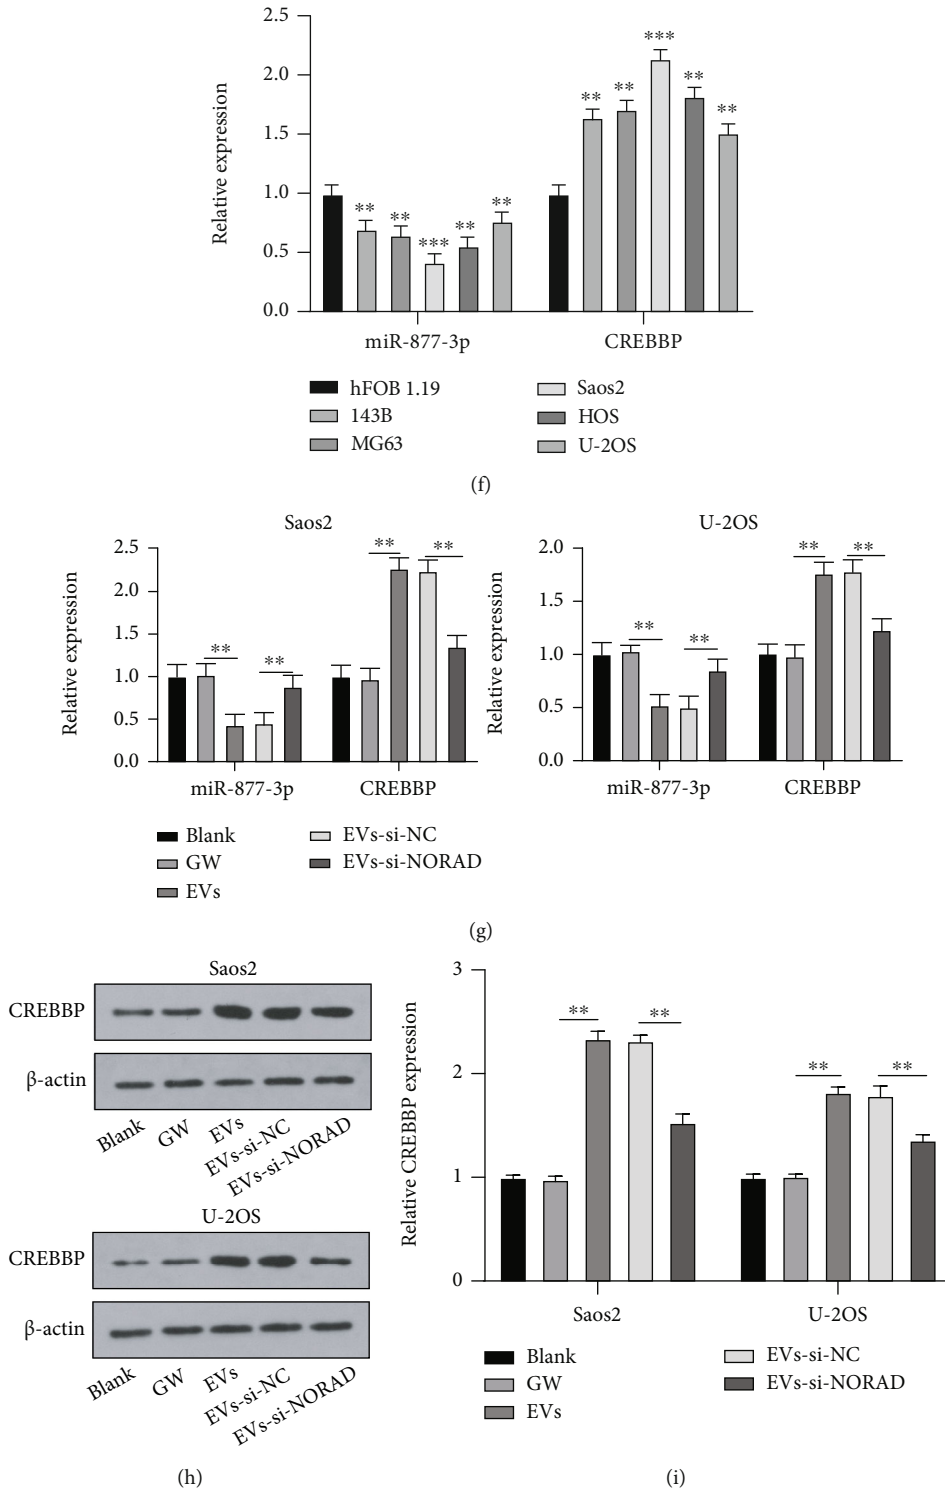 2.5
2.0
1.5
1.0
0.5
0.0
Relative expression
** ** *** ** **
** ** *** ** **
miR-877-3p CREBBP
hFOB 1.19 Saos2
143B HOS
MG63 U-2OS
(f)
Saos2
2.5
2.0
1.5
1.0
0.5
0.0
Relative expression
** ** ** **
miR-877-3p CREBBP
U-2OS
2.0
1.5
1.0
0.5
0.0
Relative expression
** ** ** **
miR-877-3p CREBBP
Blank EVs-si-NC
GW EVs-si-NORAD
EVs
(g)
Saos2
CREBBP
β-actin
Blank GW EVs EVs-si-NC EVs-si-NORAD
U-2OS
CREBBP
β-actin
Blank GW EVs EVs-si-NC EVs-si-NORAD
(h)
3
2
1
0
Relative CREBBP expression
** ** ** **
Saos2 U-2OS
Blank EVs-si-NC
GW EVs-si-NORAD
EVs
(i)